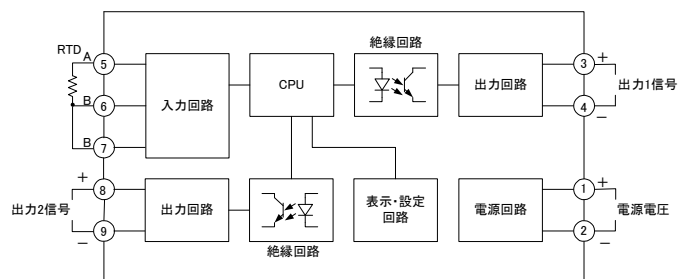 RTD
A
5
B
6
B
7
入力回路
CPU
絶縁回路
出力回路
3
+
4
−
出力1信号
+
8
出力2信号
−
9
出力回路
絶縁回路
表示・設定
回路
電源回路
1
+
2
−
電源電圧